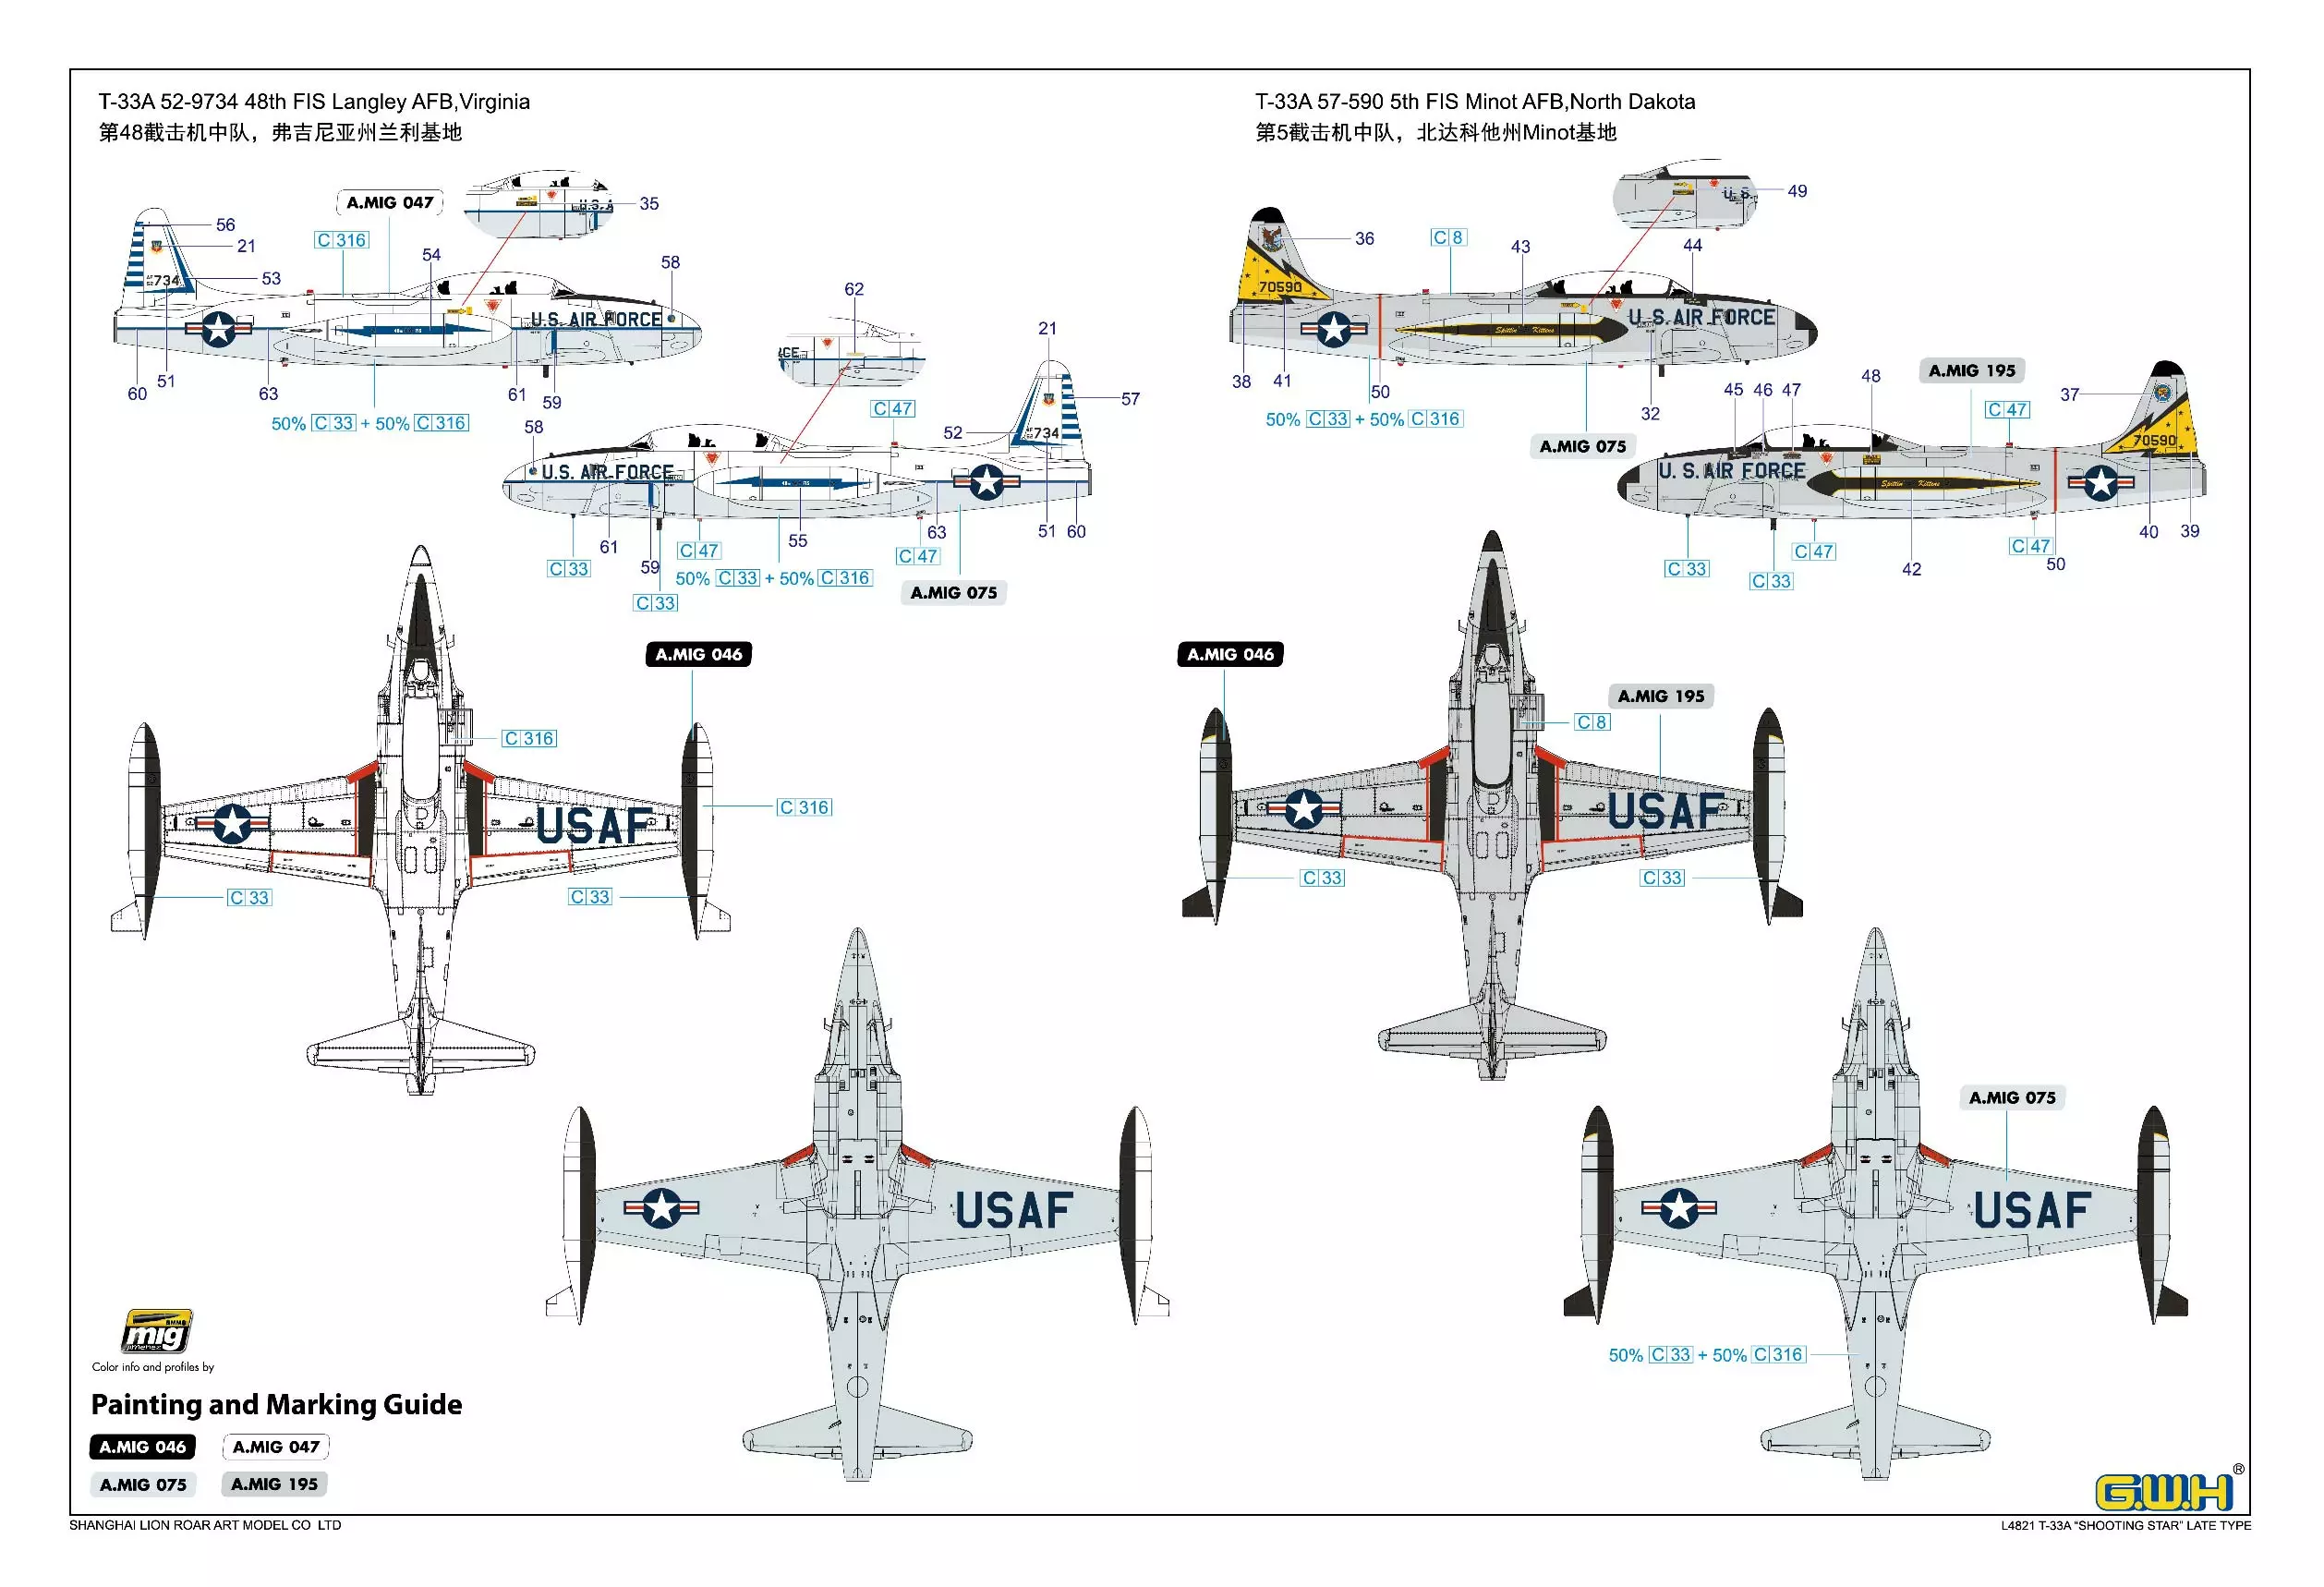 T-33A 52-9734 48th FIS Langley AFB,Virginia
第48截击机中队，弗吉尼亚州兰利基地
A.MIG 047
35
56
21
C 316
54
53
58
734
U.S. AIR FORCE
60
51
63
61
59
50% C 33 + 50% C 316
62
21
C 47
57
58
52
734
U.S. AIR FORCE
61
59
C 47
55
63
C 47
51
60
C 33
50% C 33 + 50% C 316
C 33
A.MIG 075
A.MIG 046
C 316
C 316
USAF
C 33
C 33
USAF
T-33A 57-590 5th FIS Minot AFB,North Dakota
第5截击机中队，北达科他州Minot基地
49
36
C 8
43
44
70590
Spittin' Kittens
U. S. AIR FORCE
38
41
50
32
50% C 33 + 50% C 316
A.MIG 075
45
46
47
48
A.MIG 195
37
C 47
70590
U. S. AIR FORCE
Spittin' Kittens
40
39
C 33
C 47
C 47
C 33
42
50
A.MIG 046
A.MIG 195
C 8
USAF
C 33
C 33
A.MIG 075
USAF
50% C 33 + 50% C 316
AMMO
mig
jimenez
Color info and profiles by
Painting and Marking Guide
A.MIG 046
A.MIG 047
A.MIG 075
A.MIG 195
G.W.H ®
SHANGHAI LION ROAR ART MODEL CO LTD
L4821 T-33A “SHOOTING STAR” LATE TYPE